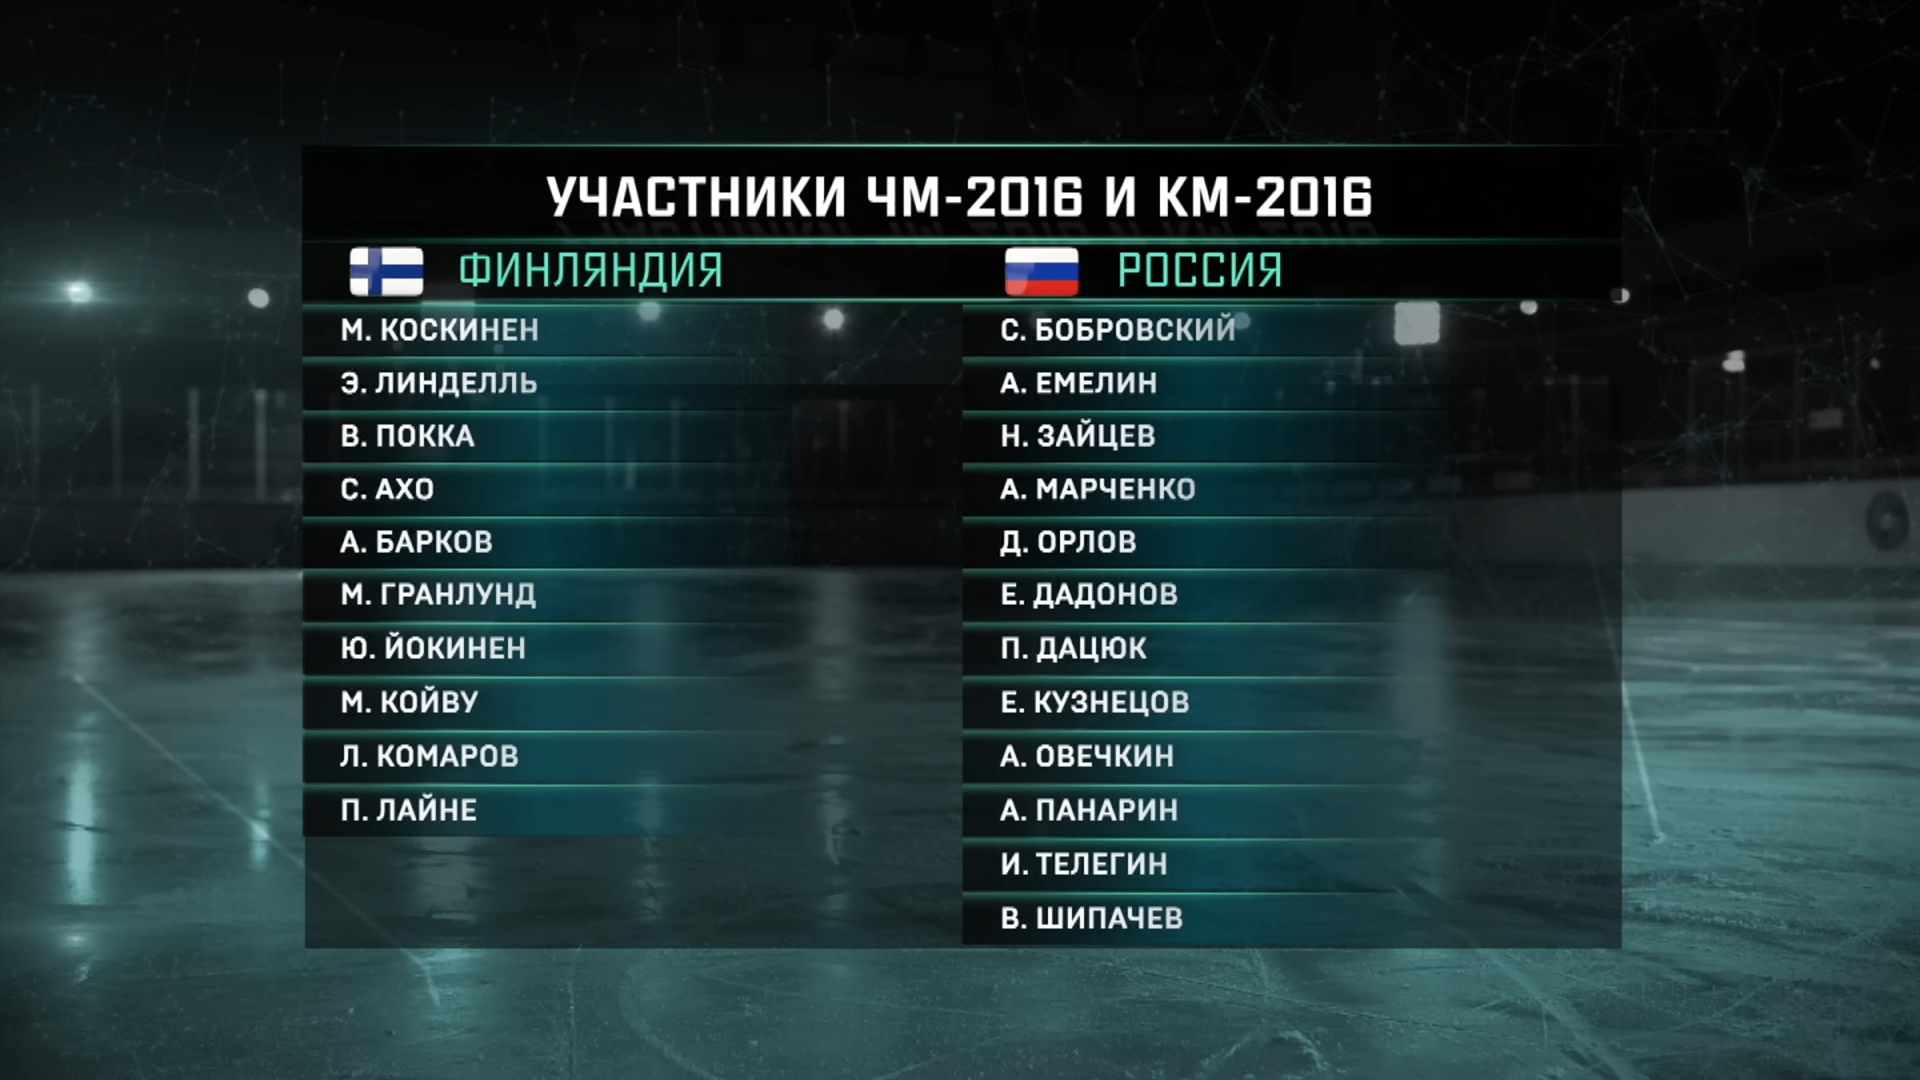 УЧАСТНИКИ ЧМ-2016 И КМ-2016
ФИНЛЯНДИЯ
М. КОСКИНЕН
Э. ЛИНДЕЛЛЬ
В. ПОККА
С. АХО
А. БАРКОВ
М. ГРАНЛУНД
Ю. ЙОКИНЕН
М. КОЙВУ
Л. КОМАРОВ
П. ЛАЙНЕ
РОССИЯ
С. БОБРОВСКИЙ
А. ЕМЕЛИН
Н. ЗАЙЦЕВ
А. МАРЧЕНКО
Д. ОРЛОВ
Е. ДАДОНОВ
П. ДАЦЮК
Е. КУЗНЕЦОВ
А. ОВЕЧКИН
А. ПАНАРИН
И. ТЕЛЕГИН
В. ШИПАЧЕВ